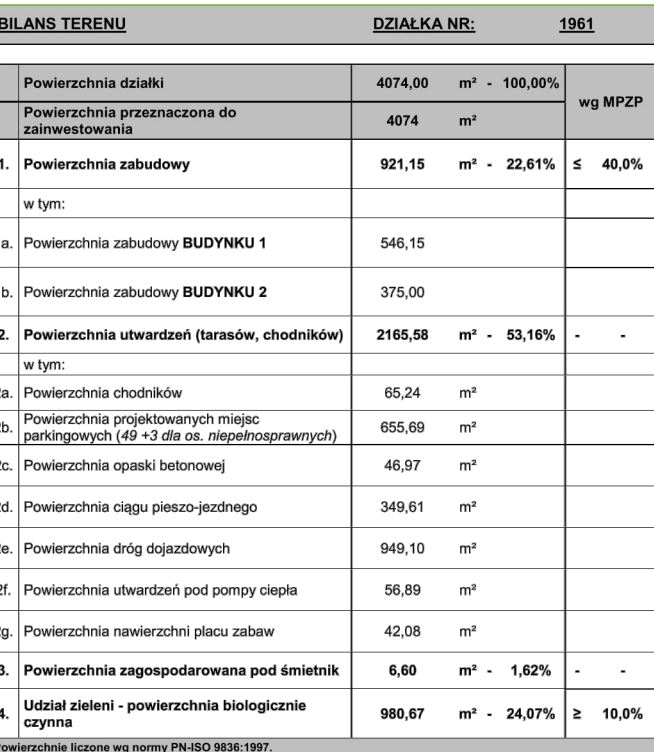 BILANS TERENU DZIAŁKA NR: 1961
Powierzchnia działki 4074,00 m² - 100,00% wg MPZP
Powierzchnia przeznaczona do
zainwestowania 4074 m²
1. Powierzchnia zabudowy 921,15 m² - 22,61% ≤ 40,0%
w tym:
a. Powierzchnia zabudowy BUDYNKU 1 546,15
b. Powierzchnia zabudowy BUDYNKU 2 375,00
2. Powierzchnia utwardzeń (tarasów, chodników) 2165,58 m² - 53,16% - -
w tym:
2a. Powierzchnia chodników 65,24 m²
2b. Powierzchnia projektowanych miejsc
parkingowych (49 +3 dla os. niepełnosprawnych) 655,69 m²
2c. Powierzchnia opaski betonowej 46,97 m²
2d. Powierzchnia ciągu pieszo-jezdnego 349,61 m²
2e. Powierzchnia dróg dojazdowych 949,10 m²
2f. Powierzchnia utwardzeń pod pompy ciepła 56,89 m²
2g. Powierzchnia nawierzchni placu zabaw 42,08 m²
3. Powierzchnia zagospodarowana pod śmietnik 6,60 m² - 1,62% - -
4. Udział zieleni - powierzchnia biologicznie
czynna 980,67 m² - 24,07% ≥ 10,0%
Powierzchnie liczone wg normy PN-ISO 9836:1997.